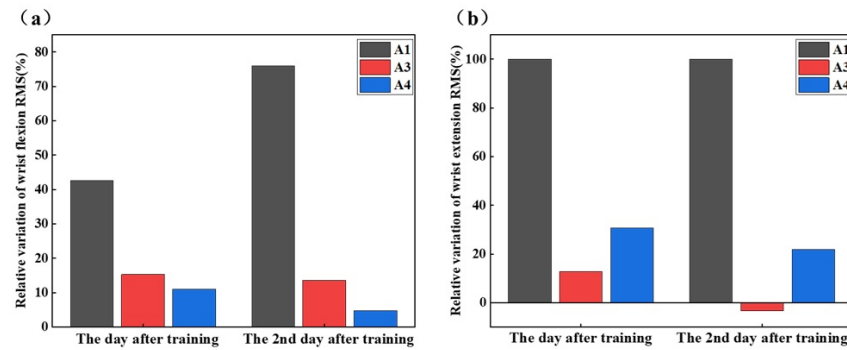 （a）
Relative variation of wrist flexion RMS(%)
80
70
60
50
40
30
20
10
0
A1
A3
A4
The day after training
The 2nd day after training
（b）
Relative variation of wrist extension RMS(%)
100
80
60
40
20
0
A1
A3
A4
The day after training
The 2nd day after training